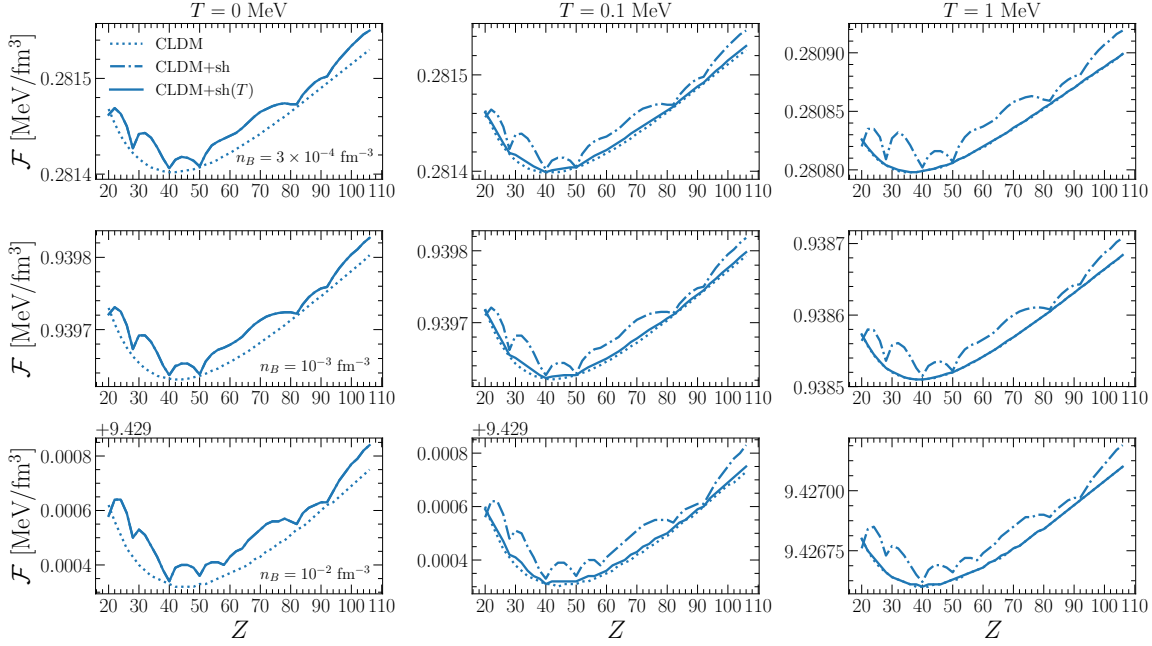 T = 0 MeV
T = 0.1 MeV
T = 1 MeV
CLDM
CLDM+sh
CLDM+sh(T)
ℱ [MeV/fm³]
0.2815
0.2814
n_B = 3 × 10⁻⁴ fm⁻³
20 30 40 50 60 70 80 90 100 110
0.2815
0.2814
20 30 40 50 60 70 80 90 100 110
0.28090
0.28085
0.28080
20 30 40 50 60 70 80 90 100 110
ℱ [MeV/fm³]
0.9398
0.9397
n_B = 10⁻³ fm⁻³
20 30 40 50 60 70 80 90 100 110
0.9398
0.9397
20 30 40 50 60 70 80 90 100 110
0.9387
0.9386
0.9385
20 30 40 50 60 70 80 90 100 110
+9.429
ℱ [MeV/fm³]
0.0008
0.0006
0.0004
n_B = 10⁻² fm⁻³
20 30 40 50 60 70 80 90 100 110
Z
+9.429
0.0008
0.0006
0.0004
20 30 40 50 60 70 80 90 100 110
Z
9.42700
9.42675
20 30 40 50 60 70 80 90 100 110
Z